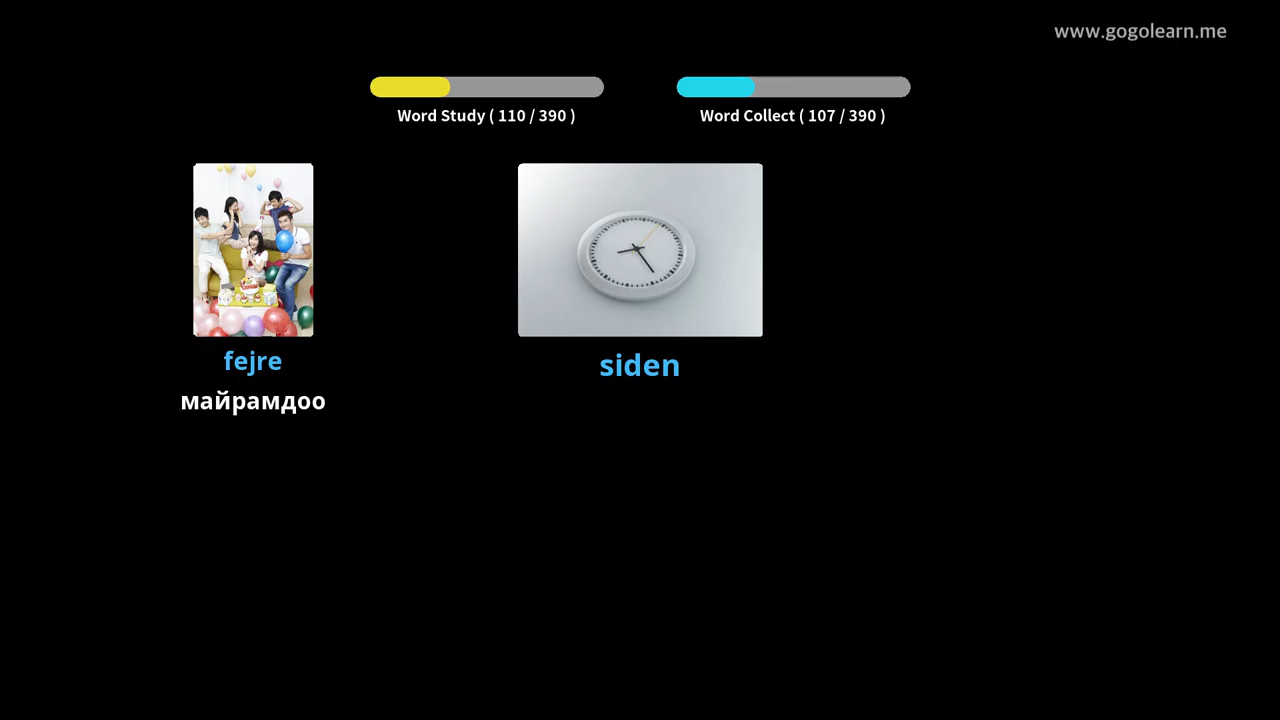 www.gogolearn.me
Word Study ( 110 / 390 )
Word Collect ( 107 / 390 )
fejre
майрамдоо
siden